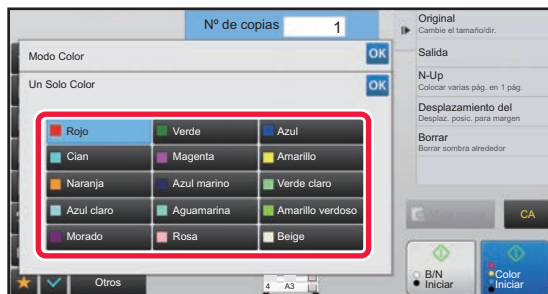 Nº de copias 1
Modo Color OK
Un Solo Color OK
Rojo Verde Azul
Cian Magenta Amarillo
Naranja Azul marino Verde claro
Azul claro Aguamarina Amarillo verdoso
Morado Rosa Beige
Otros
4 A3
Original
Cambie el tamaño/dir.
Salida
N-Up
Colocar varias pág. en 1 pág.
Desplazamiento del
Desplaz. posic. para margen
Borrar
Borrar sombra alrededor
CA
B/N
Iniciar
Color
Iniciar